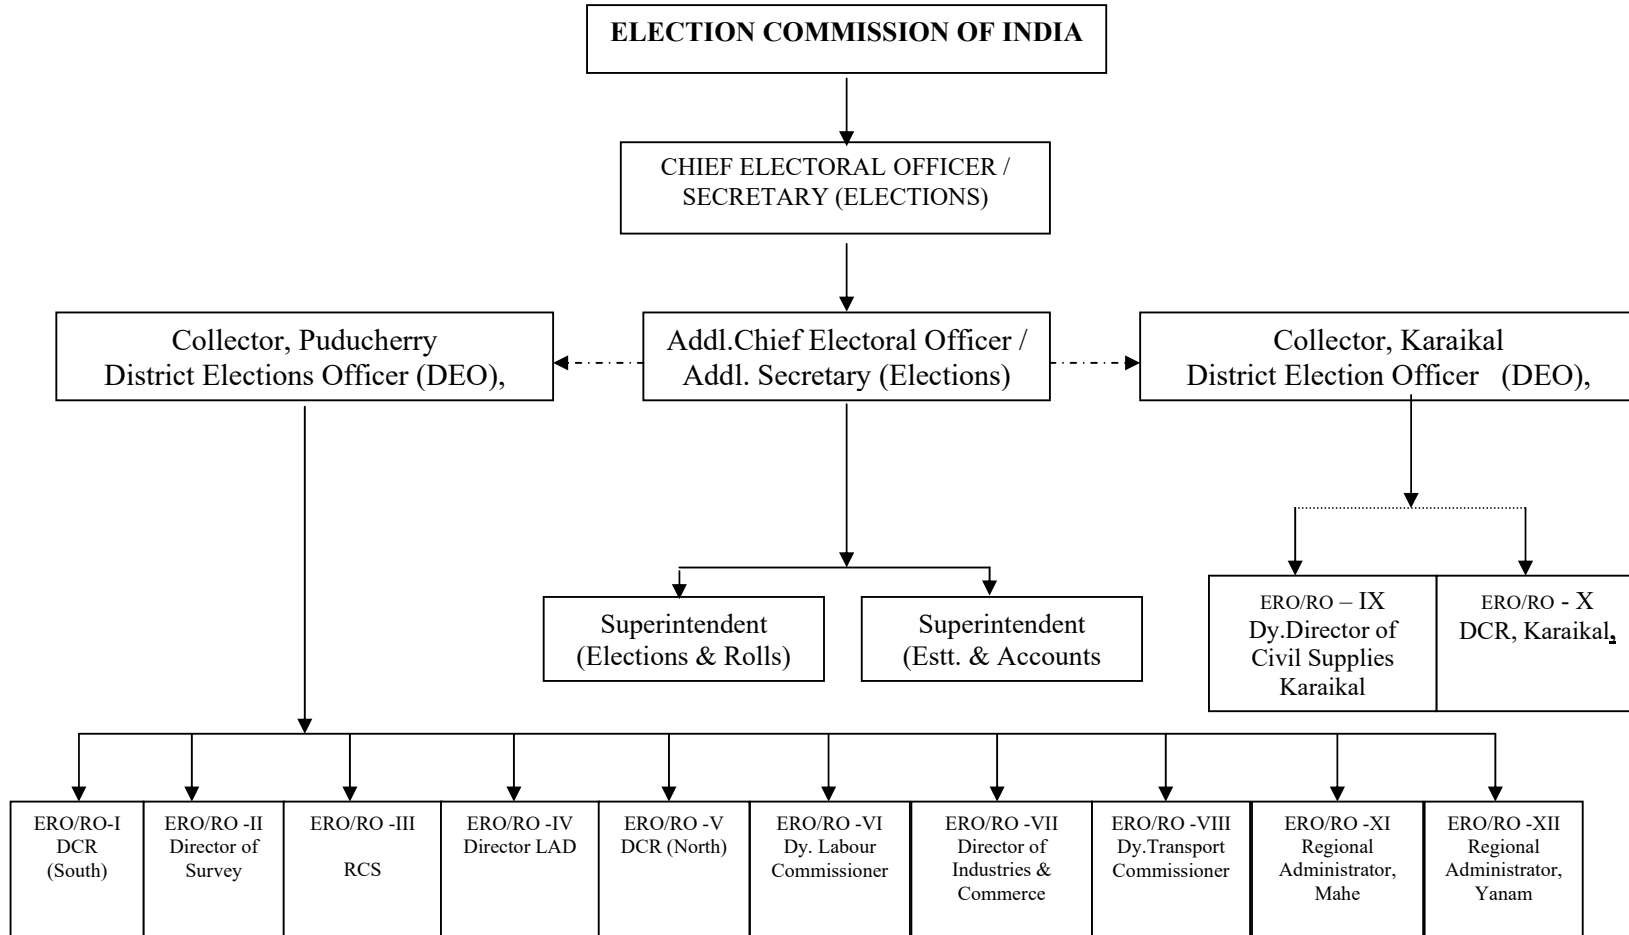 ELECTION COMMISSION OF INDIA
CHIEF ELECTORAL OFFICER /
SECRETARY (ELECTIONS)
Collector, Puducherry
District Elections Officer (DEO),
Addl.Chief Electoral Officer /
Addl. Secretary (Elections)
Collector, Karaikal
District Election Officer (DEO),
Superintendent
(Elections & Rolls)
Superintendent
(Estt. & Accounts
ERO/RO – IX
Dy.Director of
Civil Supplies
Karaikal
ERO/RO - X
DCR, Karaikal,
ERO/RO-I
DCR
(South)
ERO/RO -II
Director of
Survey
ERO/RO -III
RCS
ERO/RO -IV
Director LAD
ERO/RO -V
DCR (North)
ERO/RO -VI
Dy. Labour
Commissioner
ERO/RO -VII
Director of
Industries &
Commerce
ERO/RO -VIII
Dy.Transport
Commissioner
ERO/RO -XI
Regional
Administrator,
Mahe
ERO/RO -XII
Regional
Administrator,
Yanam